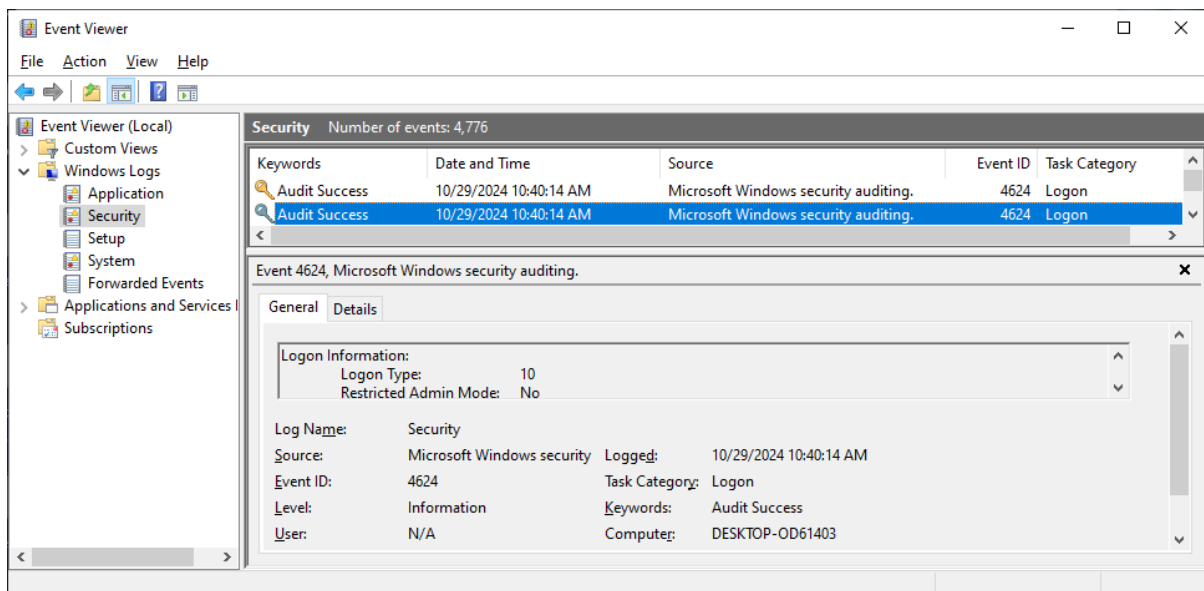 Event Viewer
File Action View Help
Event Viewer (Local)
Custom Views
Windows Logs
Application
Security
Setup
System
Forwarded Events
Applications and Services
Subscriptions
Security Number of events: 4,776
Keywords Date and Time Source Event ID Task Category
Audit Success 10/29/2024 10:40:14 AM Microsoft Windows security auditing. 4624 Logon
Audit Success 10/29/2024 10:40:14 AM Microsoft Windows security auditing. 4624 Logon
Event 4624, Microsoft Windows security auditing.
General Details
Logon Information:
Logon Type: 10
Restricted Admin Mode: No
Log Name: Security
Source: Microsoft Windows security Logged: 10/29/2024 10:40:14 AM
Event ID: 4624 Task Category: Logon
Level: Information Keywords: Audit Success
User: N/A Computer: DESKTOP-OD61403